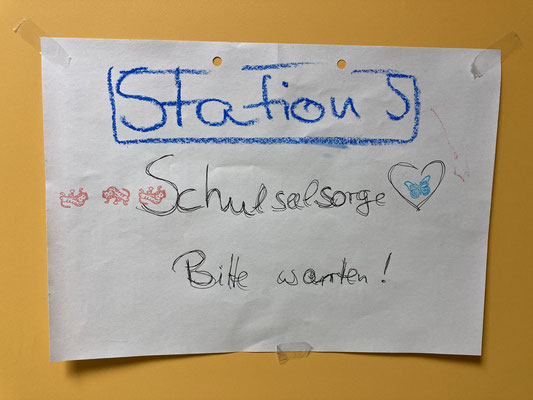 Station 5
Schulseelsorge
Bitte warten!